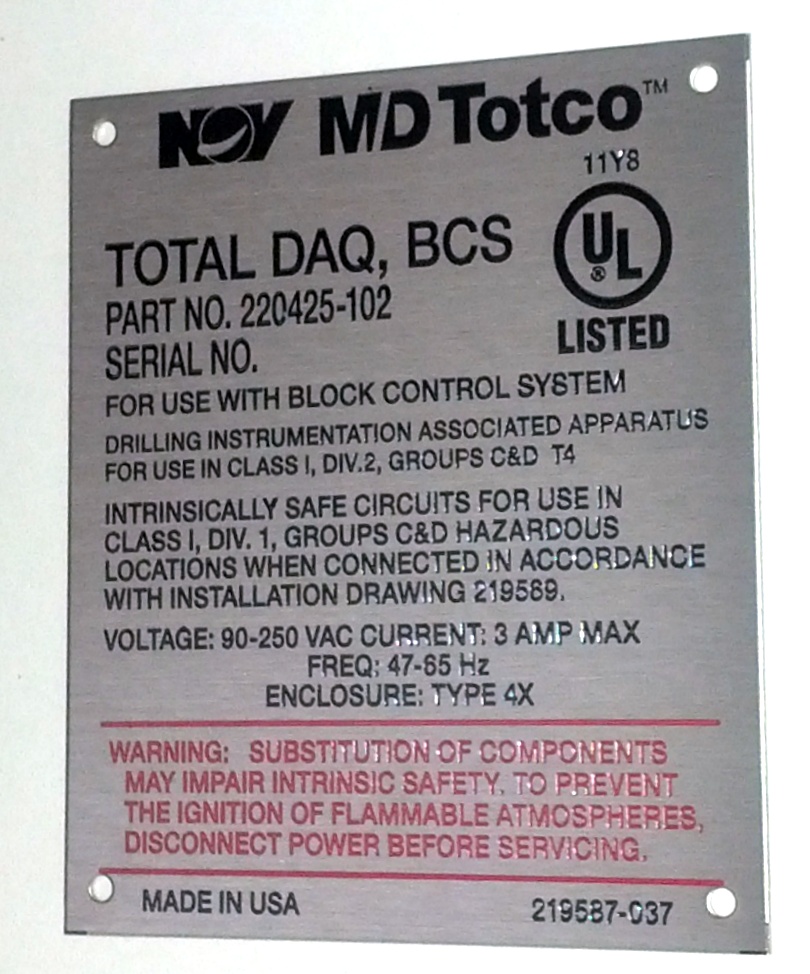 NOV MD Totco™
11Y8
UL®
LISTED
TOTAL DAQ, BCS
PART NO. 220425-102
SERIAL NO.
FOR USE WITH BLOCK CONTROL SYSTEM
DRILLING INSTRUMENTATION ASSOCIATED APPARATUS
FOR USE IN CLASS I, DIV.2, GROUPS C&D T4
INTRINSICALLY SAFE CIRCUITS FOR USE IN
CLASS I, DIV. 1, GROUPS C&D HAZARDOUS
LOCATIONS WHEN CONNECTED IN ACCORDANCE
WITH INSTALLATION DRAWING 219589.
VOLTAGE: 90-250 VAC CURRENT: 3 AMP MAX
FREQ: 47-65 Hz
ENCLOSURE: TYPE 4X
WARNING: SUBSTITUTION OF COMPONENTS
MAY IMPAIR INTRINSIC SAFETY. TO PREVENT
THE IGNITION OF FLAMMABLE ATMOSPHERES,
DISCONNECT POWER BEFORE SERVICING.
MADE IN USA
219587-037